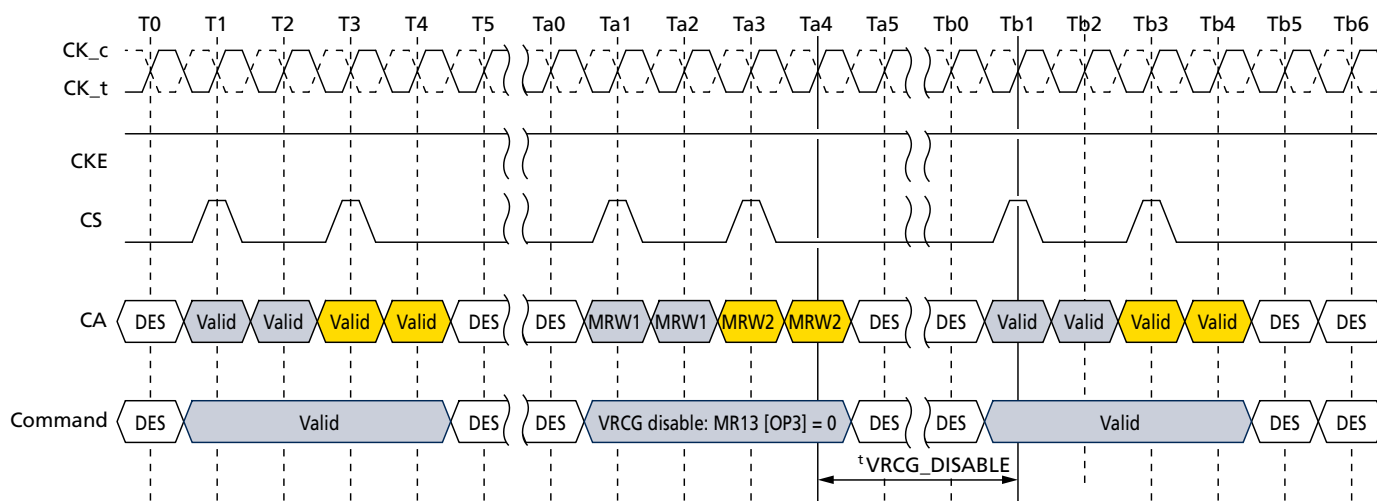 T0 T1 T2 T3 T4 T5 Ta0 Ta1 Ta2 Ta3 Ta4 Ta5 Tb0 Tb1 Tb2 Tb3 Tb4 Tb5 Tb6
CK_c
CK_t
CKE
CS
CA DES Valid Valid Valid Valid DES DES MRW1 MRW1 MRW2 MRW2 DES DES Valid Valid Valid Valid DES DES
Command DES Valid DES DES VRCG disable: MR13 [OP3] = 0 DES DES Valid DES DES
tVRCG_DISABLE